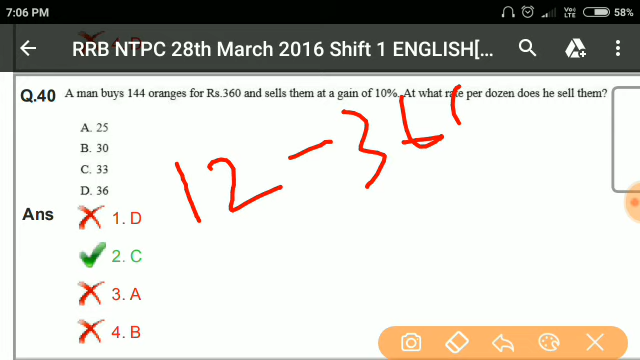 7:06 PM VoLTE 58%
RRB NTPC 28th March 2016 Shift 1 ENGLISH[...
Q.40 A man buys 144 oranges for Rs.360 and sells them at a gain of 10%. At what rate per dozen does he sell them?
A. 25
B. 30
C. 33
D. 36
12 - 36
Ans 1. D
2. C
3. A
4. B